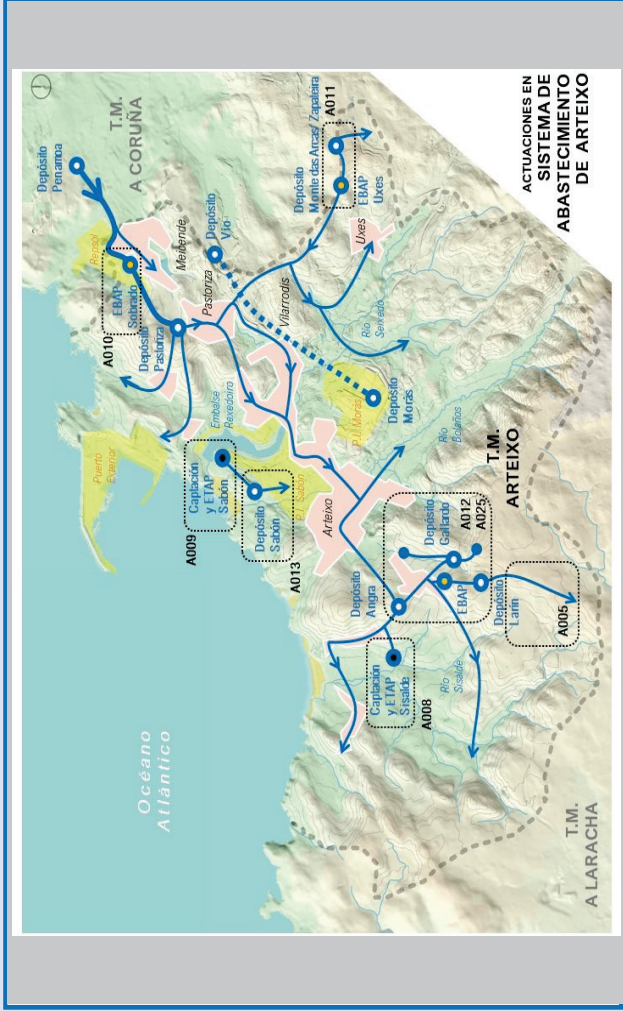 ACTUACIONES EN
SISTEMA DE
ABASTECIMIENTO
DE ARTEIXO
Océano
Atlántico
T.M.
A LARACHA
T.M.
ARTEIXO
T.M.
A CORUÑA
Puerto
Exterior
Repsol
Depósito
Penamoa
Meicende
EBAP
Sobrado
A010
Depósito
Pastoriza
Pastoriza
Depósito
Vío
Vilarrodis
Depósito
Monte das Arcas/ Zapateira
A011
EBAP
Uxes
Uxes
Río
Seixedo
Embalse
Rexedoiro
Captación
y ETAP
Sabón
A009
Depósito
Sabón
A013
P.I. Sabón
P.I. Morás
Depósito
Morás
Río
Bolaños
Arteixo
Depósito
Angra
Depósito
Gallardo
A012
A025
EBAP
Depósito
Larín
A005
Captación
y ETAP
Sisalde
A008
Río
Sisalde